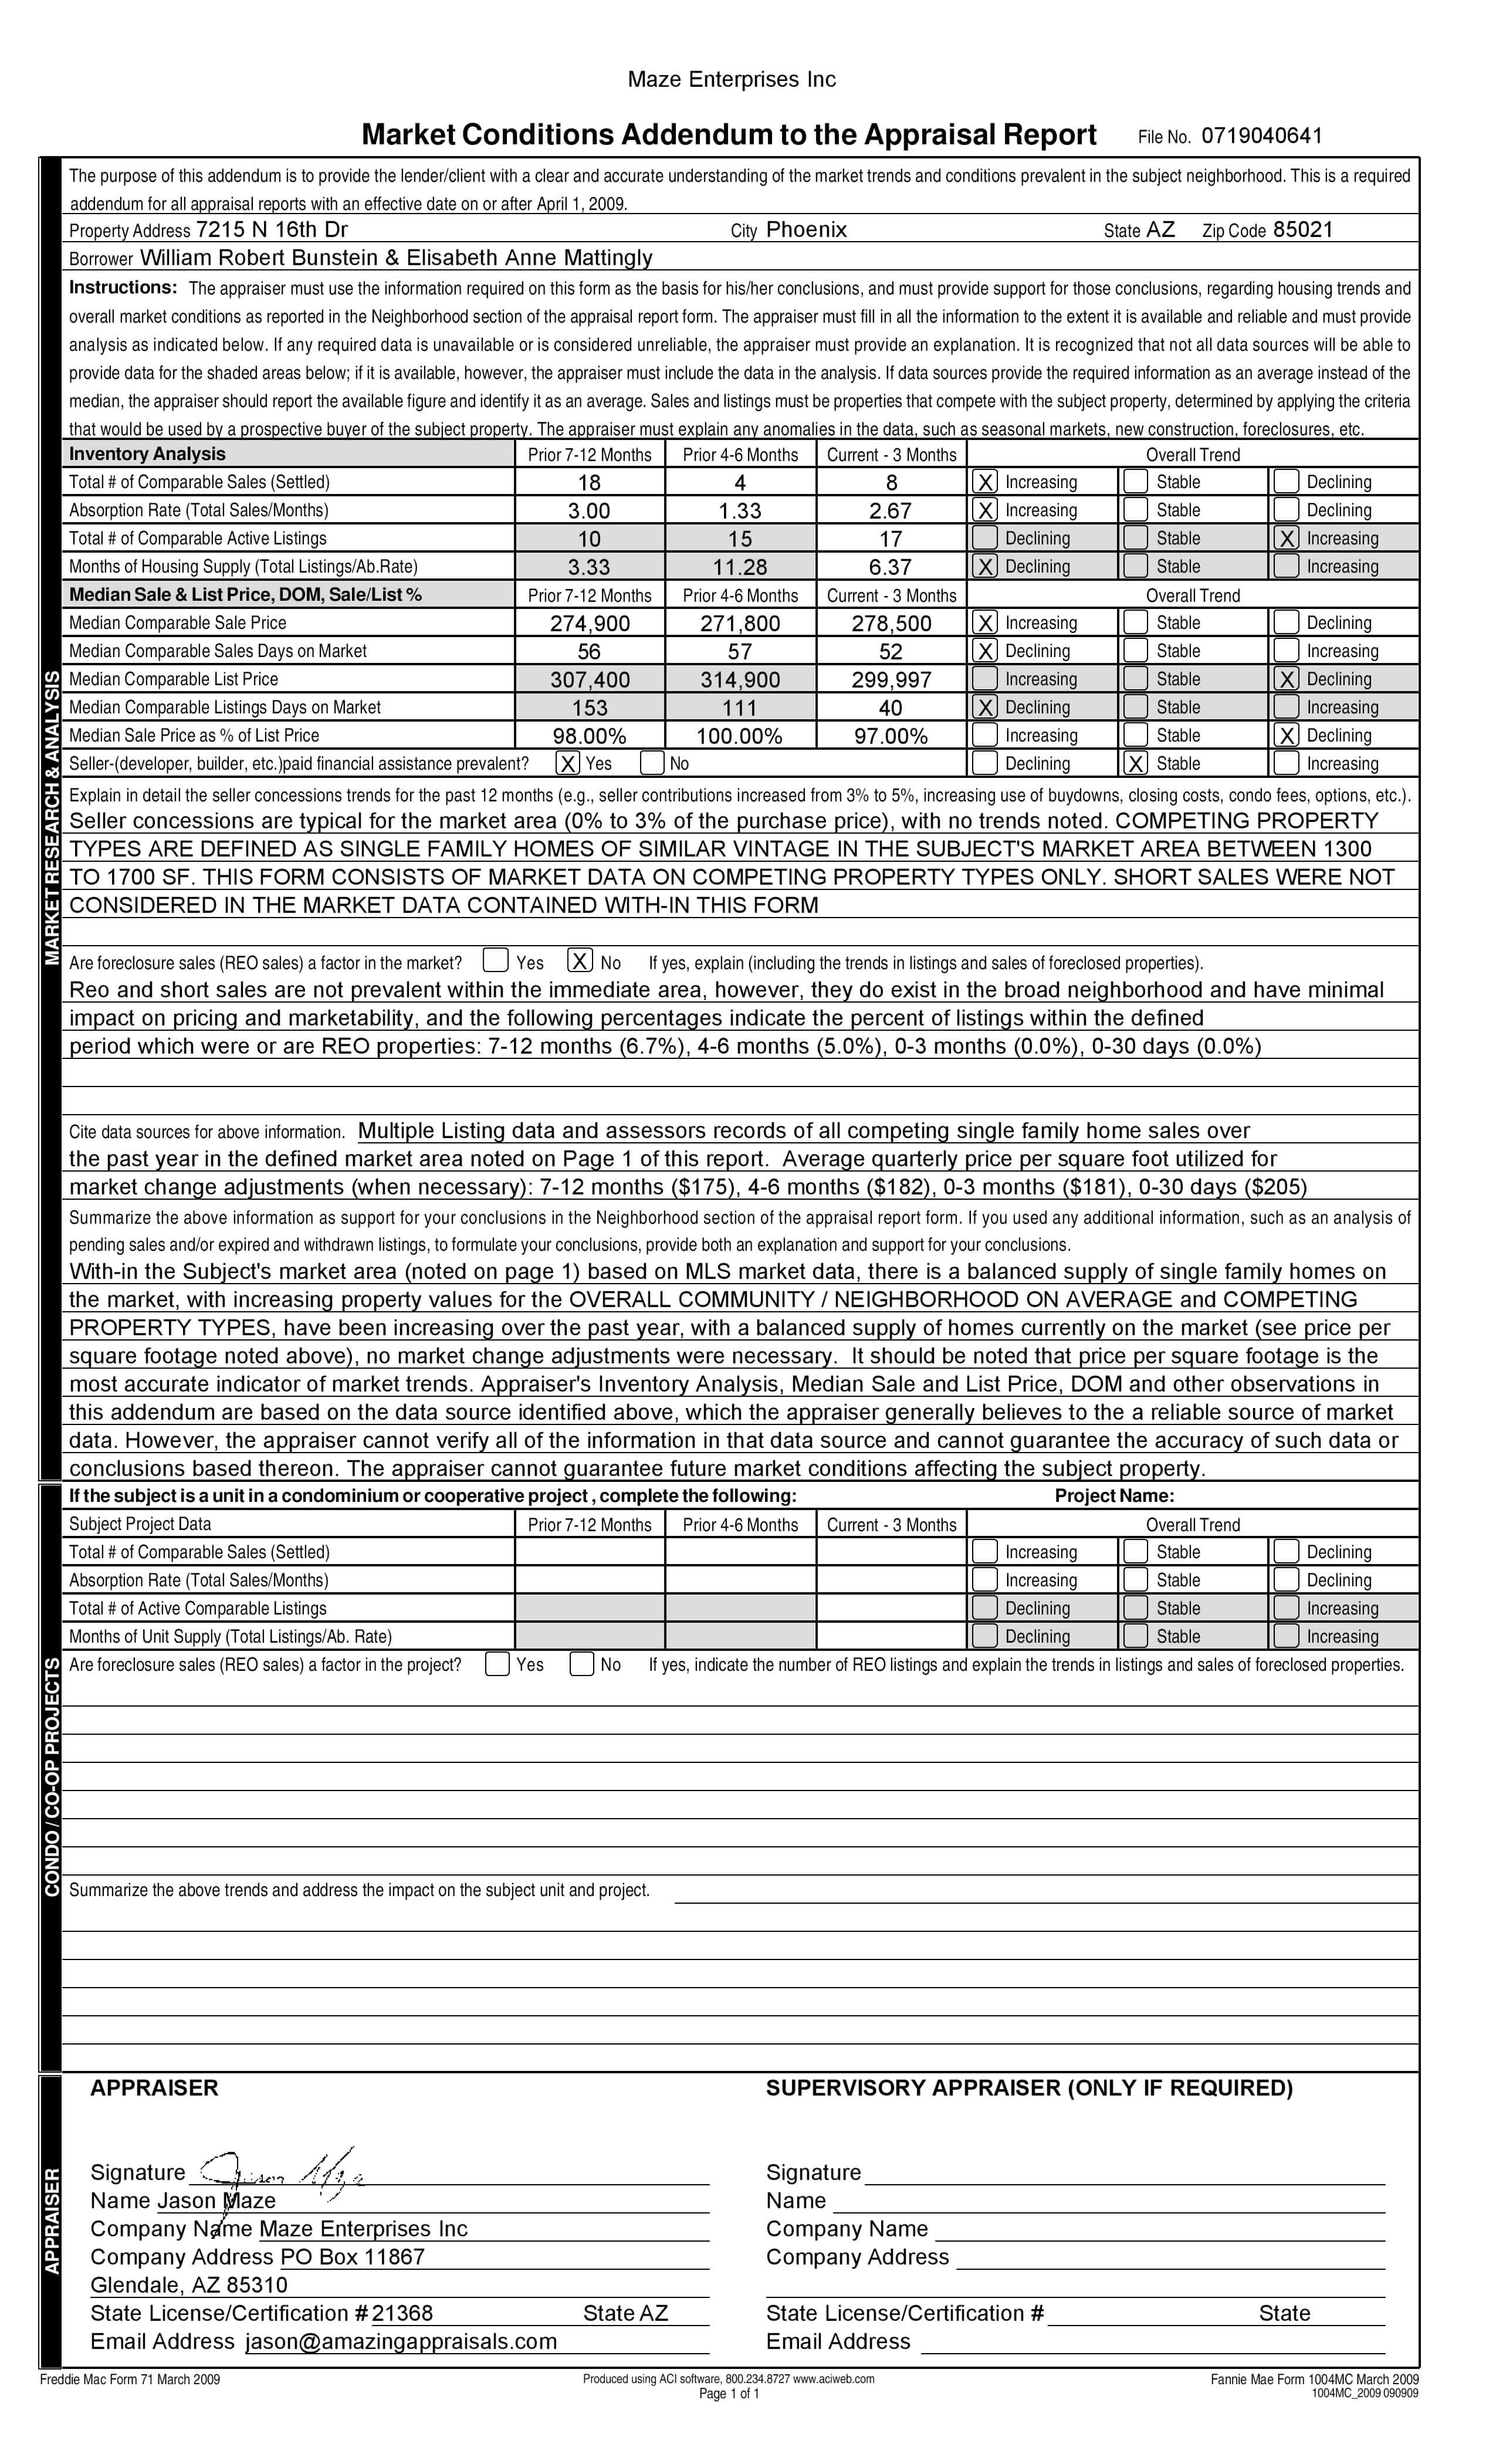 Maze Enterprises Inc
Market Conditions Addendum to the Appraisal Report File No. 0719040641
The purpose of this addendum is to provide the lender/client with a clear and accurate understanding of the market trends and conditions prevalent in the subject neighborhood. This is a required
addendum for all appraisal reports with an effective date on or after April 1, 2009.
Property Address 7215 N 16th Dr City Phoenix State AZ Zip Code 85021
Borrower William Robert Bunstein & Elisabeth Anne Mattingly
Instructions: The appraiser must use the information required on this form as the basis for his/her conclusions, and must provide support for those conclusions, regarding housing trends and
overall market conditions as reported in the Neighborhood section of the appraisal report form. The appraiser must fill in all the information to the extent it is available and reliable and must provide
analysis as indicated below. If any required data is unavailable or is considered unreliable, the appraiser must provide an explanation. It is recognized that not all data sources will be able to
provide data for the shaded areas below; if it is available, however, the appraiser must include the data in the analysis. If data sources provide the required information as an average instead of the
median, the appraiser should report the available figure and identify it as an average. Sales and listings must be properties that compete with the subject property, determined by applying the criteria
that would be used by a prospective buyer of the subject property. The appraiser must explain any anomalies in the data, such as seasonal markets, new construction, foreclosures, etc.
MARKET RESEARCH & ANALYSIS
Inventory Analysis Prior 7-12 Months Prior 4-6 Months Current - 3 Months Overall Trend
Total # of Comparable Sales (Settled) 18 4 8 X Increasing Stable Declining
Absorption Rate (Total Sales/Months) 3.00 1.33 2.67 X Increasing Stable Declining
Total # of Comparable Active Listings 10 15 17 Declining Stable X Increasing
Months of Housing Supply (Total Listings/Ab.Rate) 3.33 11.28 6.37 X Declining Stable Increasing
Median Sale & List Price, DOM, Sale/List % Prior 7-12 Months Prior 4-6 Months Current - 3 Months Overall Trend
Median Comparable Sale Price 274,900 271,800 278,500 X Increasing Stable Declining
Median Comparable Sales Days on Market 56 57 52 X Declining Stable Increasing
Median Comparable List Price 307,400 314,900 299,997 Increasing Stable X Declining
Median Comparable Listings Days on Market 153 111 40 X Declining Stable Increasing
Median Sale Price as % of List Price 98.00% 100.00% 97.00% Increasing Stable X Declining
Seller-(developer, builder, etc.)paid financial assistance prevalent? X Yes No Declining X Stable Increasing
Explain in detail the seller concessions trends for the past 12 months (e.g., seller contributions increased from 3% to 5%, increasing use of buydowns, closing costs, condo fees, options, etc.).
Seller concessions are typical for the market area (0% to 3% of the purchase price), with no trends noted. COMPETING PROPERTY
TYPES ARE DEFINED AS SINGLE FAMILY HOMES OF SIMILAR VINTAGE IN THE SUBJECT'S MARKET AREA BETWEEN 1300
TO 1700 SF. THIS FORM CONSISTS OF MARKET DATA ON COMPETING PROPERTY TYPES ONLY. SHORT SALES WERE NOT
CONSIDERED IN THE MARKET DATA CONTAINED WITH-IN THIS FORM
Are foreclosure sales (REO sales) a factor in the market? Yes X No If yes, explain (including the trends in listings and sales of foreclosed properties).
Reo and short sales are not prevalent within the immediate area, however, they do exist in the broad neighborhood and have minimal
impact on pricing and marketability, and the following percentages indicate the percent of listings within the defined
period which were or are REO properties: 7-12 months (6.7%), 4-6 months (5.0%), 0-3 months (0.0%), 0-30 days (0.0%)
Cite data sources for above information. Multiple Listing data and assessors records of all competing single family home sales over
the past year in the defined market area noted on Page 1 of this report. Average quarterly price per square foot utilized for
market change adjustments (when necessary): 7-12 months ($175), 4-6 months ($182), 0-3 months ($181), 0-30 days ($205)
Summarize the above information as support for your conclusions in the Neighborhood section of the appraisal report form. If you used any additional information, such as an analysis of
pending sales and/or expired and withdrawn listings, to formulate your conclusions, provide both an explanation and support for your conclusions.
With-in the Subject's market area (noted on page 1) based on MLS market data, there is a balanced supply of single family homes on
the market, with increasing property values for the OVERALL COMMUNITY / NEIGHBORHOOD ON AVERAGE and COMPETING
PROPERTY TYPES, have been increasing over the past year, with a balanced supply of homes currently on the market (see price per
square footage noted above), no market change adjustments were necessary. It should be noted that price per square footage is the
most accurate indicator of market trends. Appraiser's Inventory Analysis, Median Sale and List Price, DOM and other observations in
this addendum are based on the data source identified above, which the appraiser generally believes to the a reliable source of market
data. However, the appraiser cannot verify all of the information in that data source and cannot guarantee the accuracy of such data or
conclusions based thereon. The appraiser cannot guarantee future market conditions affecting the subject property.
CONDO / CO-OP PROJECTS
If the subject is a unit in a condominium or cooperative project , complete the following: Project Name:
Subject Project Data Prior 7-12 Months Prior 4-6 Months Current - 3 Months Overall Trend
Total # of Comparable Sales (Settled) Increasing Stable Declining
Absorption Rate (Total Sales/Months) Increasing Stable Declining
Total # of Active Comparable Listings Declining Stable Increasing
Months of Unit Supply (Total Listings/Ab. Rate) Declining Stable Increasing
Are foreclosure sales (REO sales) a factor in the project? Yes No If yes, indicate the number of REO listings and explain the trends in listings and sales of foreclosed properties.
Summarize the above trends and address the impact on the subject unit and project.
APPRAISER
APPRAISER SUPERVISORY APPRAISER (ONLY IF REQUIRED)
Signature Jason Maze Signature
Name Jason Maze Name
Company Name Maze Enterprises Inc Company Name
Company Address PO Box 11867 Company Address
Glendale, AZ 85310
State License/Certification # 21368 State AZ State License/Certification # State
Email Address jason@amazingappraisals.com Email Address
Freddie Mac Form 71 March 2009 Produced using ACI software, 800.234.8727 www.aciweb.com Fannie Mae Form 1004MC March 2009
Page 1 of 1 1004MC_2009 090909